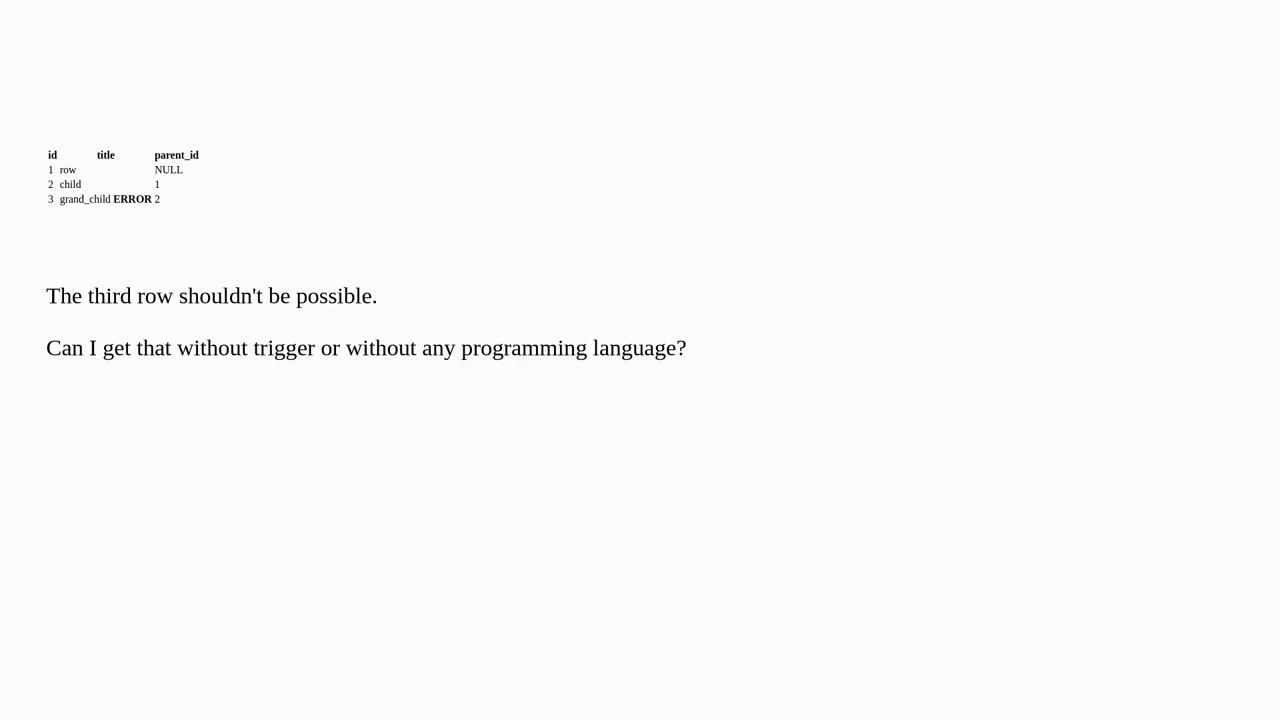 id title parent_id
1 row NULL
2 child 1
3 grand_child ERROR 2
The third row shouldn't be possible.
Can I get that without trigger or without any programming language?